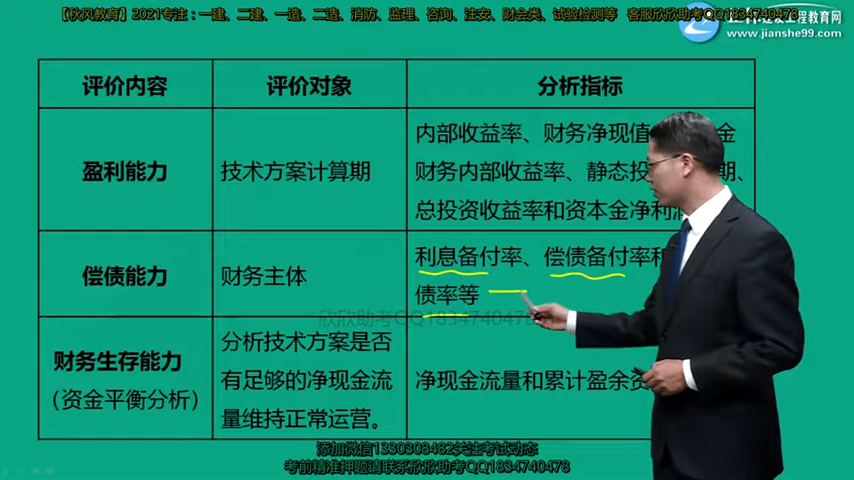 【秋风教育】2021专注：一建、二建、一造、二造、消防、监理、咨询、注安、财会类、试验检测等 客服欣欣助考QQ1834740478
工程教育网
www.jianshe99.com
评价内容 评价对象 分析指标
盈利能力 技术方案计算期
内部收益率、财务净现值 金
财务内部收益率、静态投 期、
总投资收益率和资本金净利
偿债能力 财务主体
利息备付率、偿债备付率和
债率等
欣欣助考QQ1834740478
财务生存能力
（资金平衡分析）
分析技术方案是否
有足够的净现金流
量维持正常运营。
净现金流量和累计盈余资
添加微信1330308482关注考试动态
考前精准押题请联系欣欣助考QQ1834740478